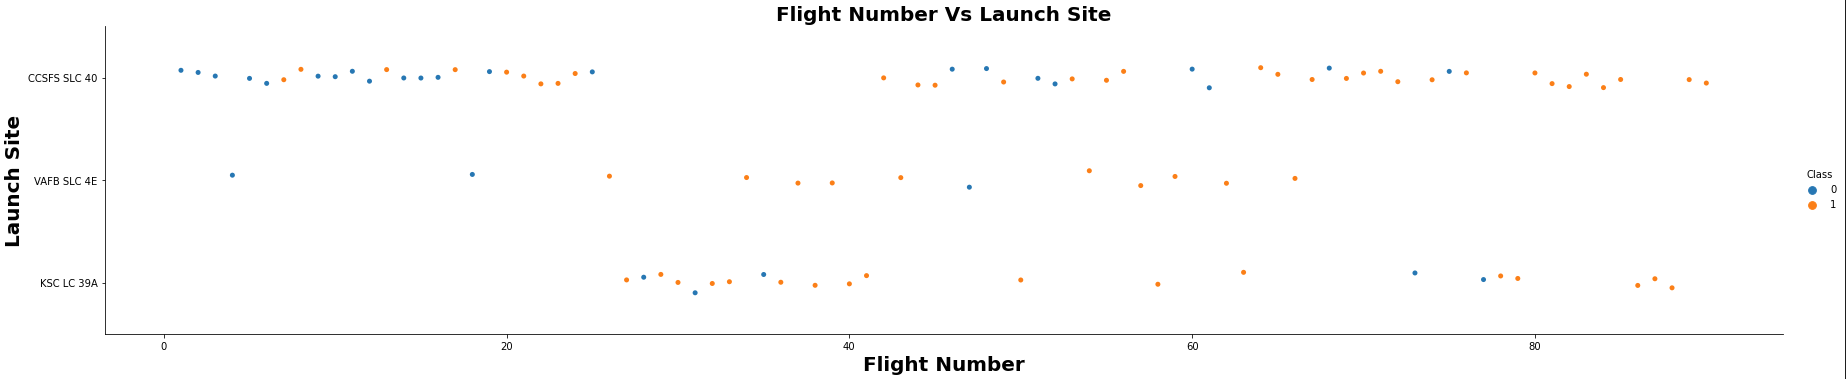 Flight Number Vs Launch Site
Launch Site
CCSFS SLC 40
VAFB SLC 4E
KSC LC 39A
0 20 40 60 80
Flight Number
Class
0
1